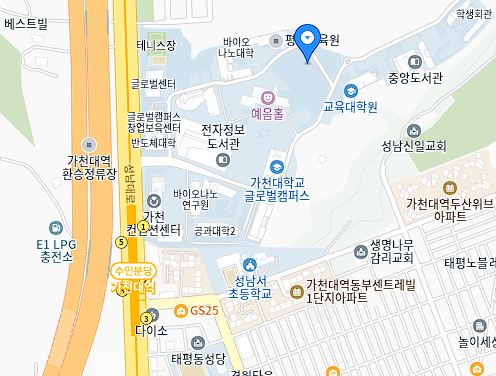 학생회관
베스트빌
테니스장
바이오
나노대학
평
육원
글로벌센터
중앙도서관
교육대학원
예음홀
글로벌캠퍼스
창업보육센터
반도체대학
전자정보
도서관
성남신일교회
가천대역
환승정류장
성남대로
가천대학교
글로벌캠퍼스
바이오나노
연구원
가천대역두산위브
아파트
가천
컨벤션센터
공과대학2
1
5
E1 LPG
충전소
생명나무
감리교회
수인분당
가천대역
성남서
초등학교
태평노블레
가천대역동부센트레빌
1단지아파트
GS25
3
다이소
놀이세상
태평동성당